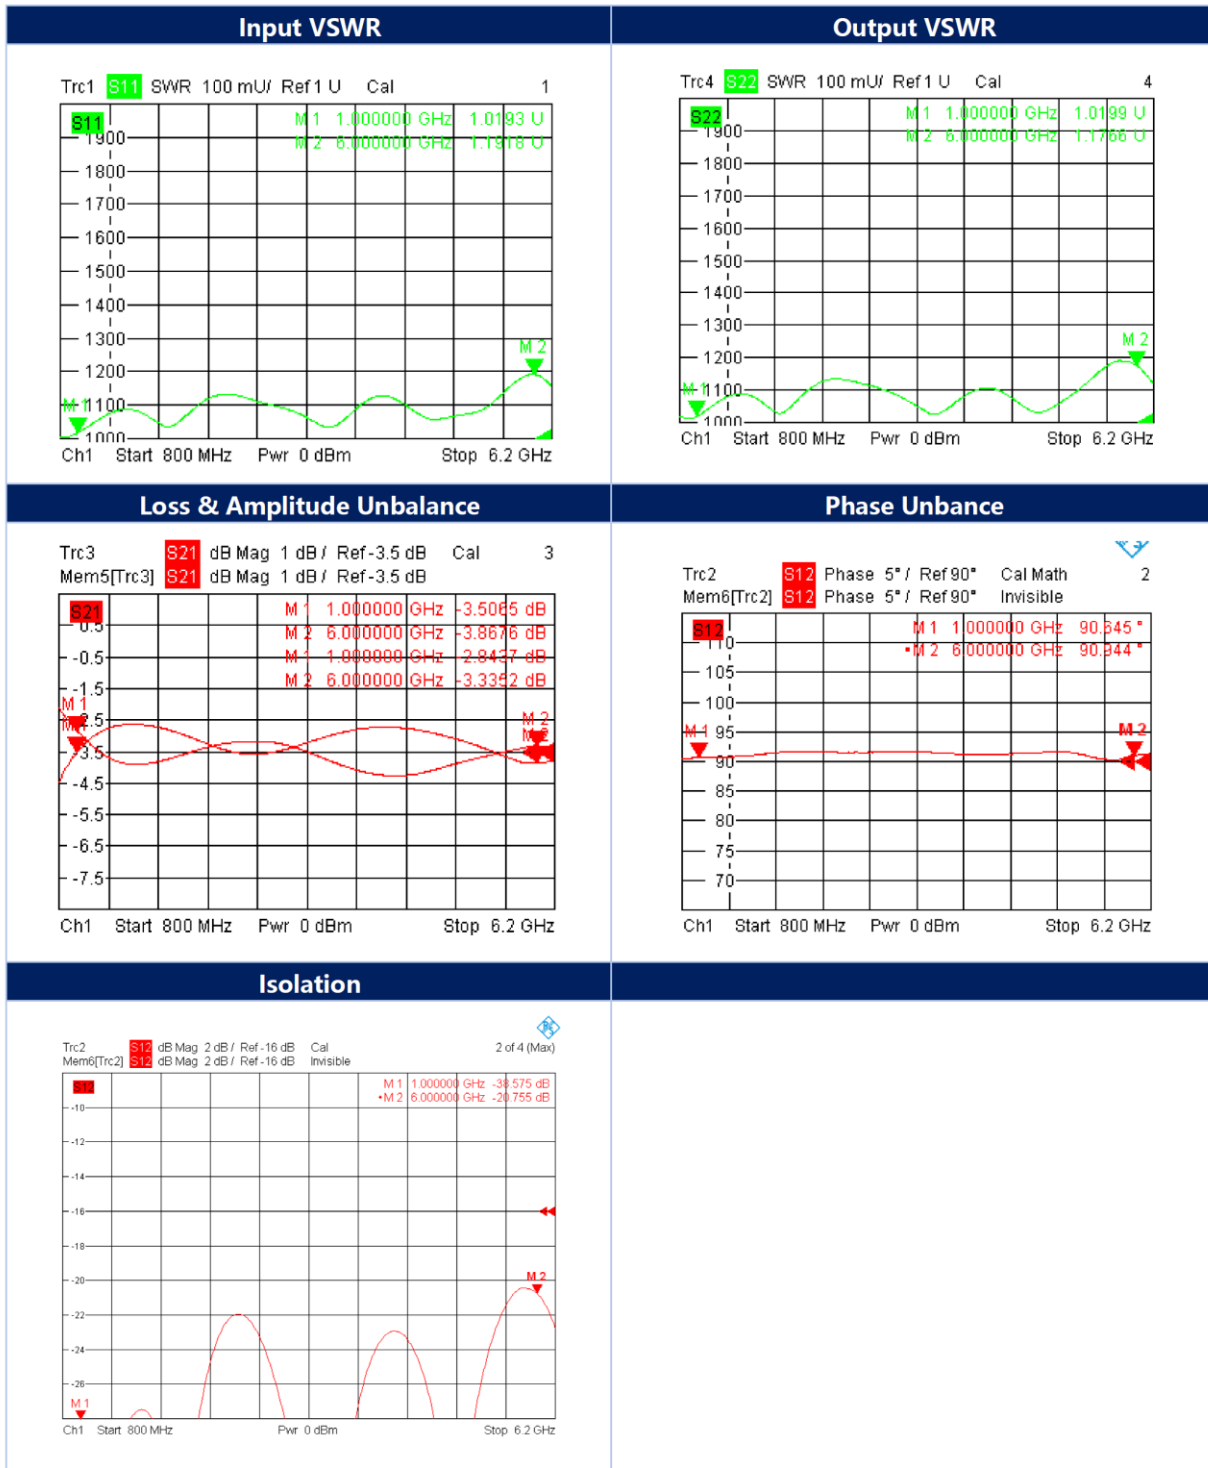 Input VSWR
Trc1 S11 SWR 100 mU/ Ref 1 U Cal 1
S11
M 1 1.000000 GHz 1.0193 U
M 2 6.000000 GHz 1.1918 U
1900
1800
1700
1600
1500
1400
1300
M 2
1200
M 1
1100
1000
Ch1 Start 800 MHz Pwr 0 dBm Stop 6.2 GHz
Output VSWR
Trc4 S22 SWR 100 mU/ Ref 1 U Cal 4
S22
M 1 1.000000 GHz 1.0199 U
M 2 6.000000 GHz 1.1766 U
1900
1800
1700
1600
1500
1400
1300
M 2
1200
M 1
1100
1000
Ch1 Start 800 MHz Pwr 0 dBm Stop 6.2 GHz
Loss & Amplitude Unbalance
Trc3 S21 dB Mag 1 dB / Ref -3.5 dB Cal 3
Mem5[Trc3] S21 dB Mag 1 dB / Ref -3.5 dB
S21
M 1 1.000000 GHz -3.5065 dB
M 2 6.000000 GHz -3.8676 dB
M 1 1.000000 GHz -2.8437 dB
M 2 6.000000 GHz -3.3352 dB
0.5
-0.5
-1.5
M 1
M 2
-2.5
-3.5
-4.5
-5.5
-6.5
-7.5
Ch1 Start 800 MHz Pwr 0 dBm Stop 6.2 GHz
Phase Unbance
Trc2 S12 Phase 5° / Ref 90° Cal Math 2
Mem6[Trc2] S12 Phase 5° / Ref 90° Invisible
S12
M 1 1.000000 GHz 90.645 °
•M 2 6.000000 GHz 90.944 °
110
105
100
M 1
95
M 2
90
85
80
75
70
Ch1 Start 800 MHz Pwr 0 dBm Stop 6.2 GHz
Isolation
Trc2 S12 dB Mag 2 dB / Ref -16 dB Cal 2 of 4 (Max)
Mem6[Trc2] S12 dB Mag 2 dB / Ref -16 dB Invisible
S12
M 1 1.000000 GHz -38.575 dB
•M 2 6.000000 GHz -20.755 dB
-10
-12
-14
-16
-18
-20
M 2
-22
-24
-26
M 1
Ch1 Start 800 MHz Pwr 0 dBm Stop 6.2 GHz